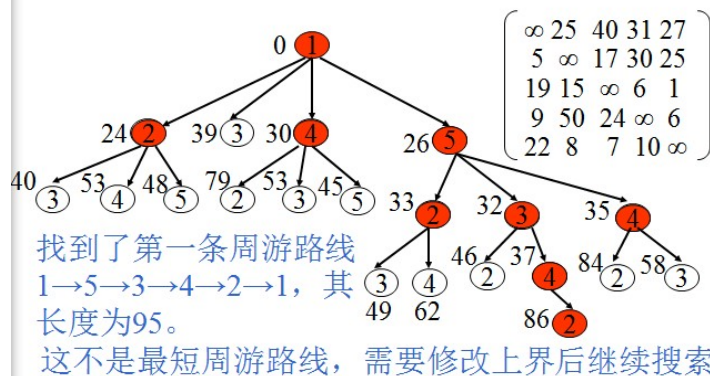 ∞ 25 40 31 27
5 ∞ 17 30 25
19 15 ∞ 6 1
9 50 24 ∞ 6
22 8 7 10 ∞
0 1
24 2 39 3 30 4 26 5
40 3 53 4 48 5 79 2 53 3 45 5 33 2 32 3 35 4
找到了第一条周游路线
1→5→3→4→2→1，其
长度为95。
3 4 46 2 37 4 84 2 58 3
49 62
86 2
这不是最短周游路线，需要修改上界后继续搜索